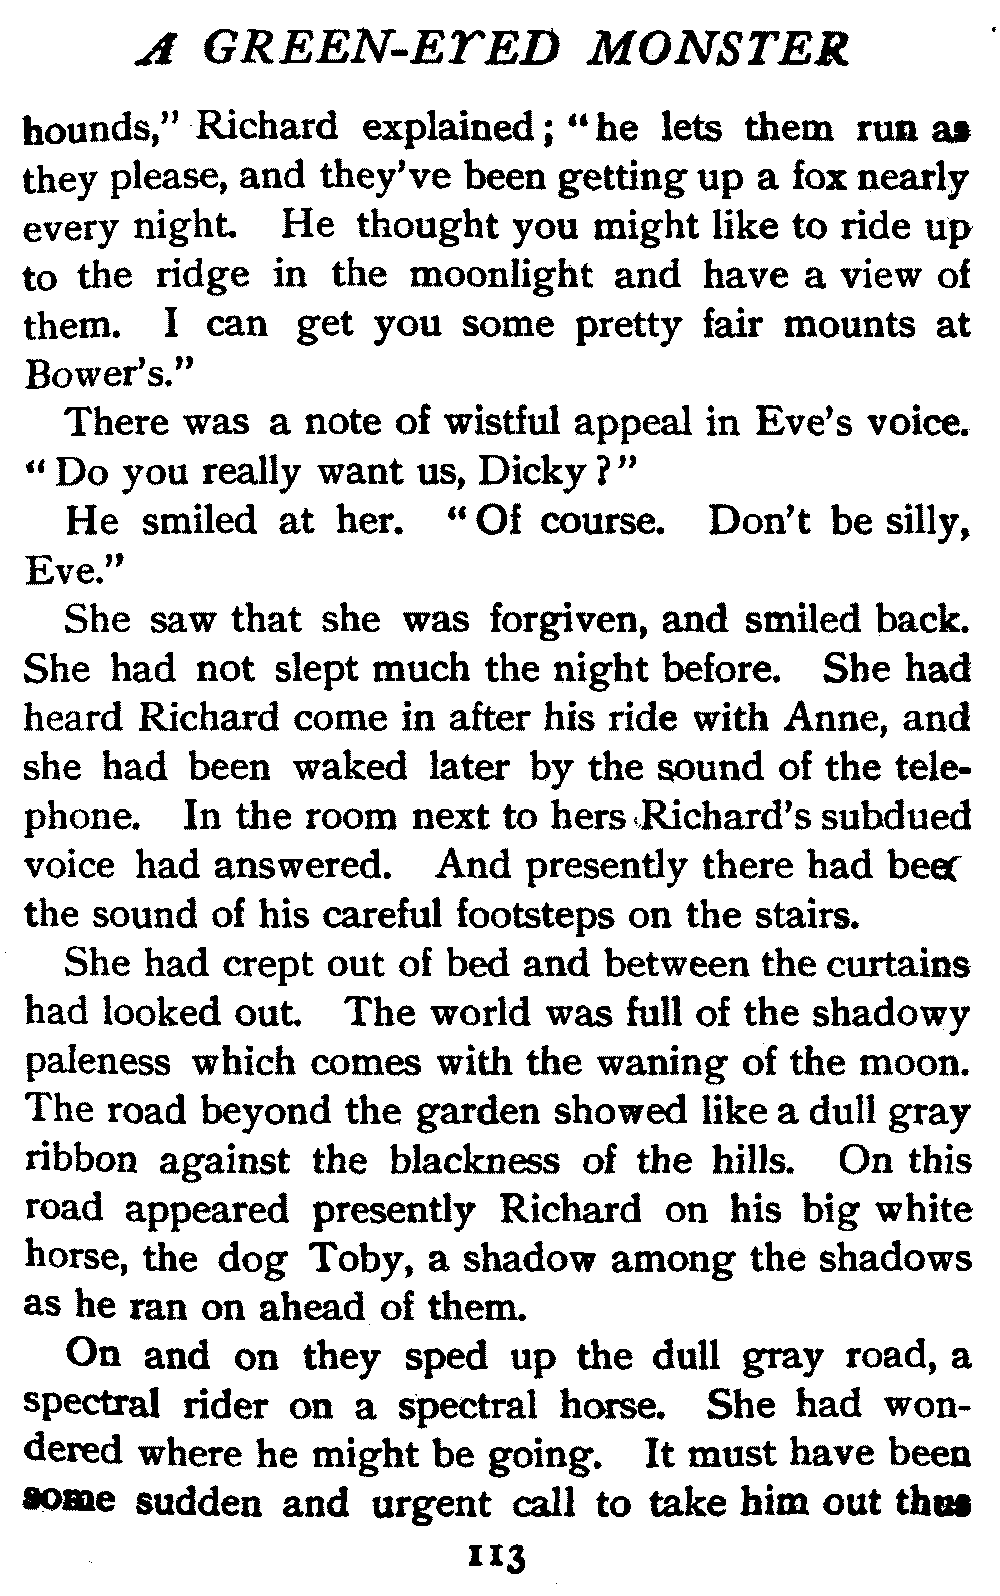 A GREEN-EYED MONSTER
hounds,” Richard explained; “he lets them run as
they please, and they've been getting up a fox nearly
every night. He thought you might like to ride up
to the ridge in the moonlight and have a view of
them. I can get you some pretty fair mounts at
Bower's.”
There was a note of wistful appeal in Eve's voice.
“Do you really want us, Dicky?”
He smiled at her. “Of course. Don't be silly,
Eve.”
She saw that she was forgiven, and smiled back.
She had not slept much the night before. She had
heard Richard come in after his ride with Anne, and
she had been waked later by the sound of the tele-
phone. In the room next to hers Richard's subdued
voice had answered. And presently there had been
the sound of his careful footsteps on the stairs.
She had crept out of bed and between the curtains
had looked out. The world was full of the shadowy
paleness which comes with the waning of the moon.
The road beyond the garden showed like a dull gray
ribbon against the blackness of the hills. On this
road appeared presently Richard on his big white
horse, the dog Toby, a shadow among the shadows
as he ran on ahead of them.
On and on they sped up the dull gray road, a
spectral rider on a spectral horse. She had won-
dered where he might be going. It must have been
some sudden and urgent call to take him out thus
113